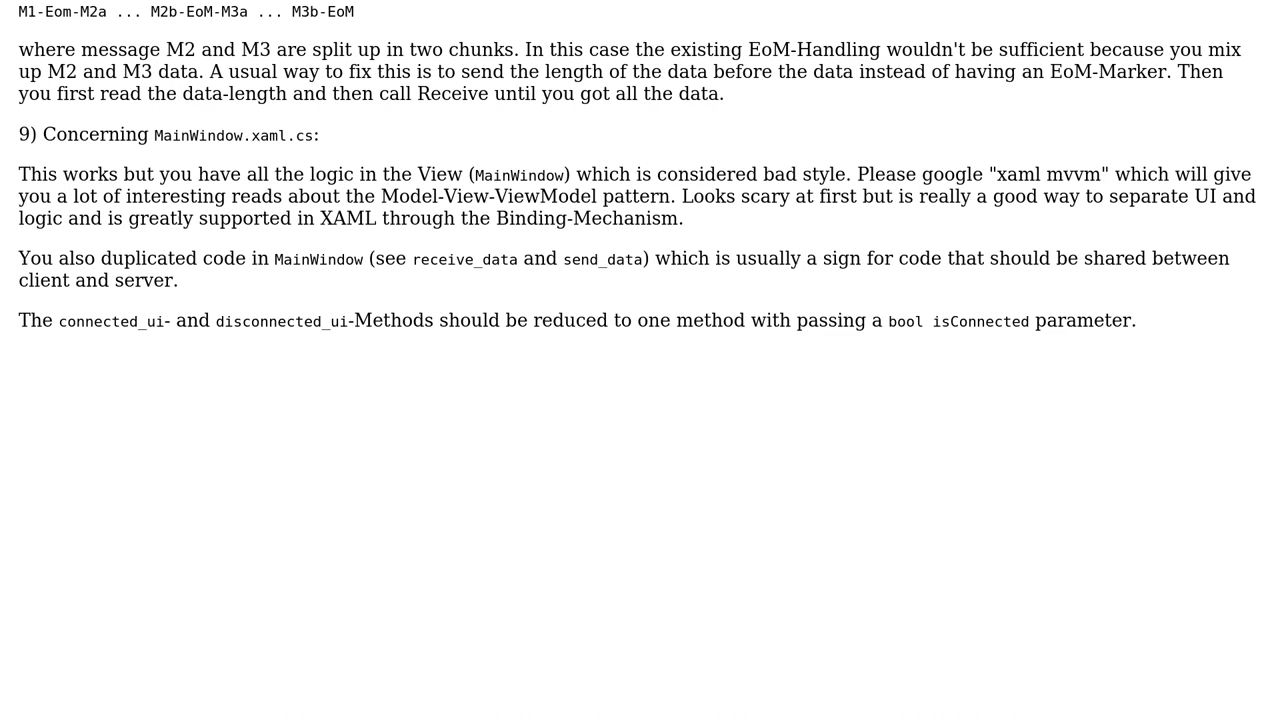 M1-Eom-M2a ... M2b-EoM-M3a ... M3b-EoM
where message M2 and M3 are split up in two chunks. In this case the existing EoM-Handling wouldn't be sufficient because you mix
up M2 and M3 data. A usual way to fix this is to send the length of the data before the data instead of having an EoM-Marker. Then
you first read the data-length and then call Receive until you got all the data.
9) Concerning MainWindow.xaml.cs:
This works but you have all the logic in the View (MainWindow) which is considered bad style. Please google "xaml mvvm" which will give
you a lot of interesting reads about the Model-View-ViewModel pattern. Looks scary at first but is really a good way to separate UI and
logic and is greatly supported in XAML through the Binding-Mechanism.
You also duplicated code in MainWindow (see receive_data and send_data) which is usually a sign for code that should be shared between
client and server.
The connected_ui- and disconnected_ui-Methods should be reduced to one method with passing a bool isConnected parameter.